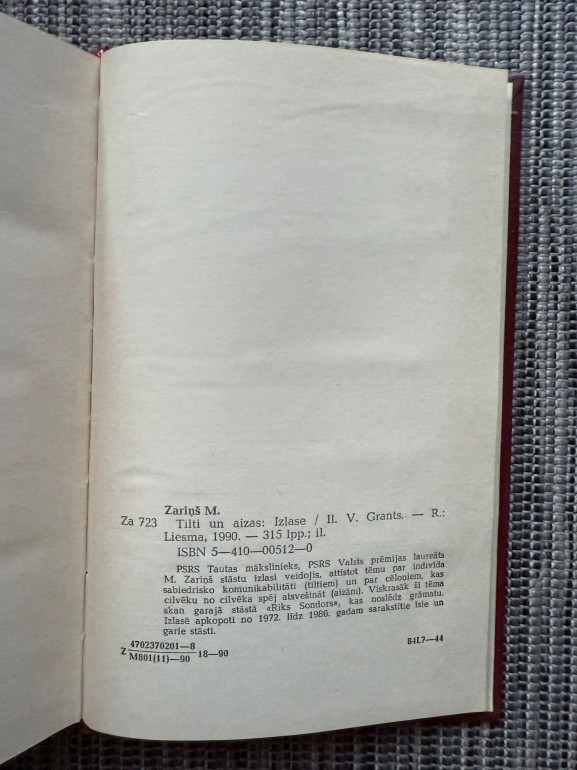 Zariņš M.
Za 723 Tilti un aizas: Izlase / Il. V. Grants. — R.:
Liesma, 1990. — 315 lpp.; il.
ISBN 5—410—00512—0
PSRS Tautas mākslinieks, PSRS Valsts prēmijas laureāts
M. Zariņš stāstu izlasi veidojis, attīstot tēmu par indivīda
sabiedrisko komunikabilitāti (tiltiem) un par cēloņiem, kas
cilvēku no cilvēka spēj atsvešināt (aizām). Viskrasāk šī tēma
skan garajā stāstā «Riks Sondors», kas noslēdz grāmatu.
Izlasē apkopoti no 1972. līdz 1986. gadam sarakstītie īsie un
garie stāsti.
Z 4702370201—8
M801(11)—90 18—90
84L7—44